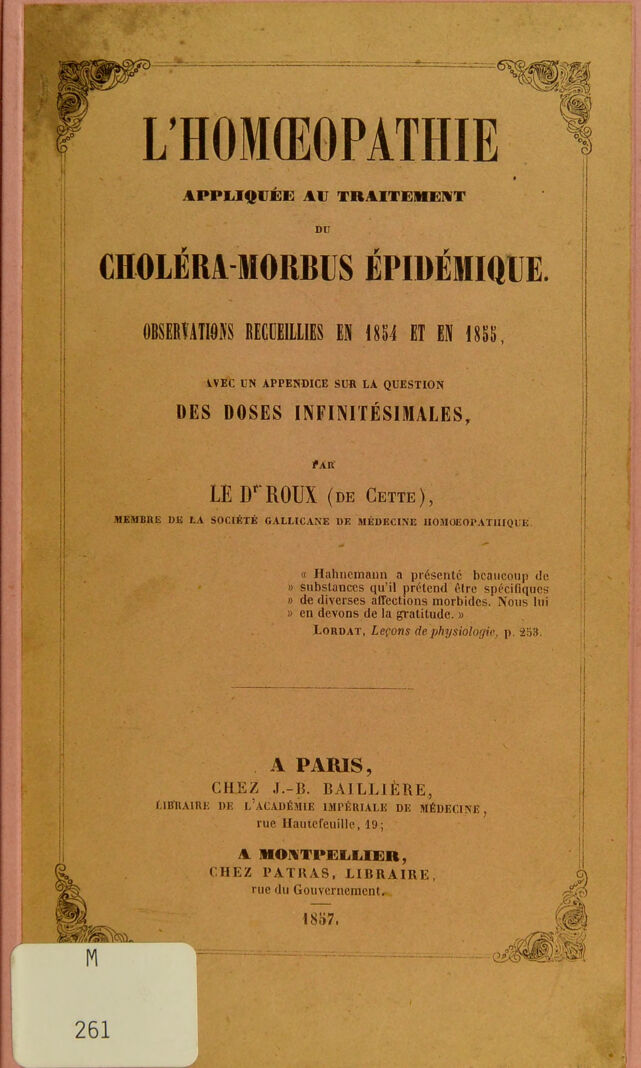 L'HOMŒOPATHIE
APPLIQUÉE AU TRAITEMENT
DU
CHOLÉRA-MORBUS ÉPIDÉMIQUE.
OBSERVATIONS RECUEILLIES EN 1854 ET EN 1855,
AVEC UN APPENDICE SUR LA QUESTION
DES DOSES INFINITÉSIMALES,
PAR
LE Dr ROUX (DE CETTE),
MEMBRE DE LA SOCIÉTÉ GALLICANE DE MÉDECINE HOMŒOPATHIQUE.
« Hahnemann a présenté beaucoup de
» substances qu'il prétend être spécifiques
» de diverses affections morbides. Nous lui
» en devons de la gratitude. »
LORDAT, Leçons de physiologie, p. 253.
A PARIS,
CHEZ J.-B. BAILLIÈRE,
LIBRAIRE DE L'ACADÉMIE IMPÉRIALE DE MÉDECINE,
rue Hautefeuille, 19;
A MONTPELLIER,
CHEZ PATRAS, LIBRAIRE,
rue du Gouvernement.
1857.
M
261